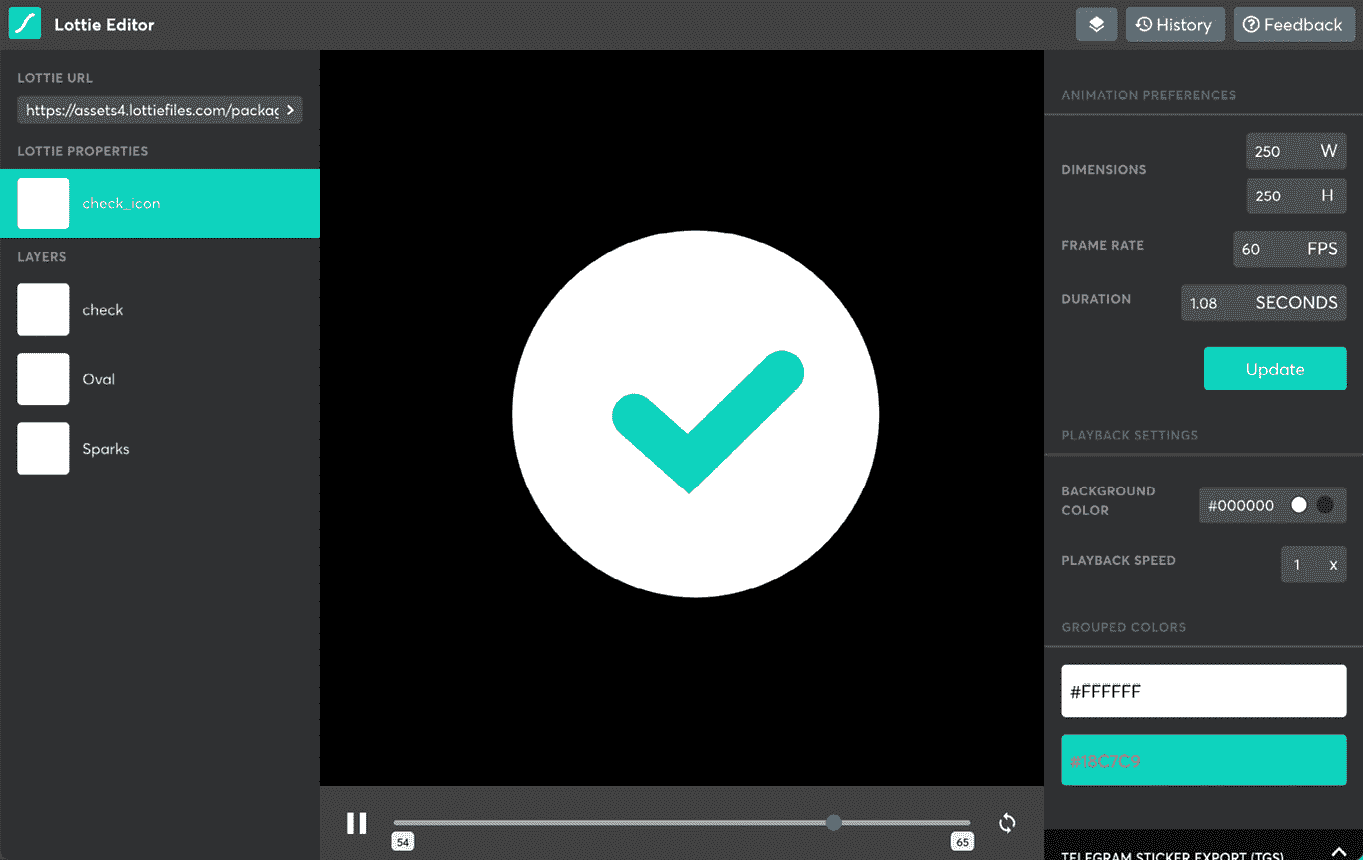 Lottie Editor
History
Feedback
LOTTIE URL
https://assets4.lottiefiles.com/packag
LOTTIE PROPERTIES
check_icon
LAYERS
check
Oval
Sparks
54
65
ANIMATION PREFERENCES
DIMENSIONS
250 W
250 H
FRAME RATE
60 FPS
DURATION
1.08 SECONDS
Update
PLAYBACK SETTINGS
BACKGROUND
COLOR
#000000
PLAYBACK SPEED
1 x
GROUPED COLORS
#FFFFFF
#18C7C9
TELEGRAM STICKER EXPORT (TGS)